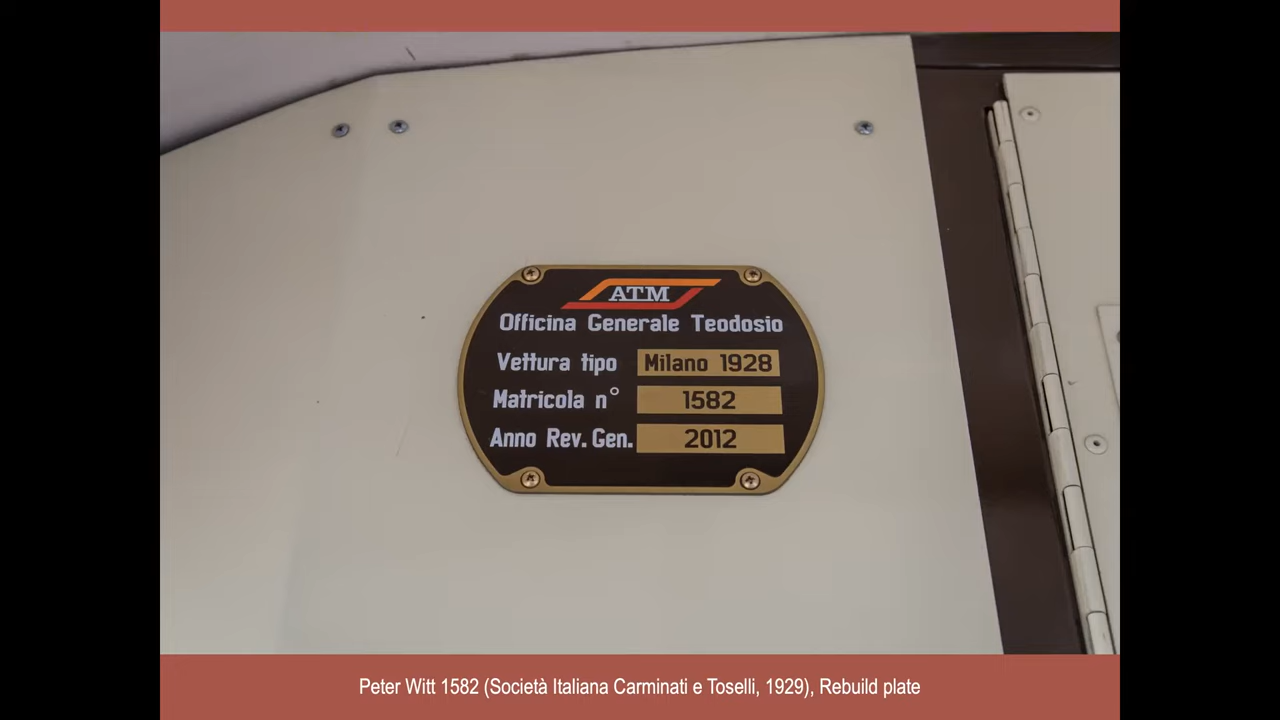 ATM
Officina Generale Teodosio
Vettura tipo Milano 1928
Matricola n° 1582
Anno Rev. Gen. 2012
Peter Witt 1582 (Società Italiana Carminati e Toselli, 1929), Rebuild plate